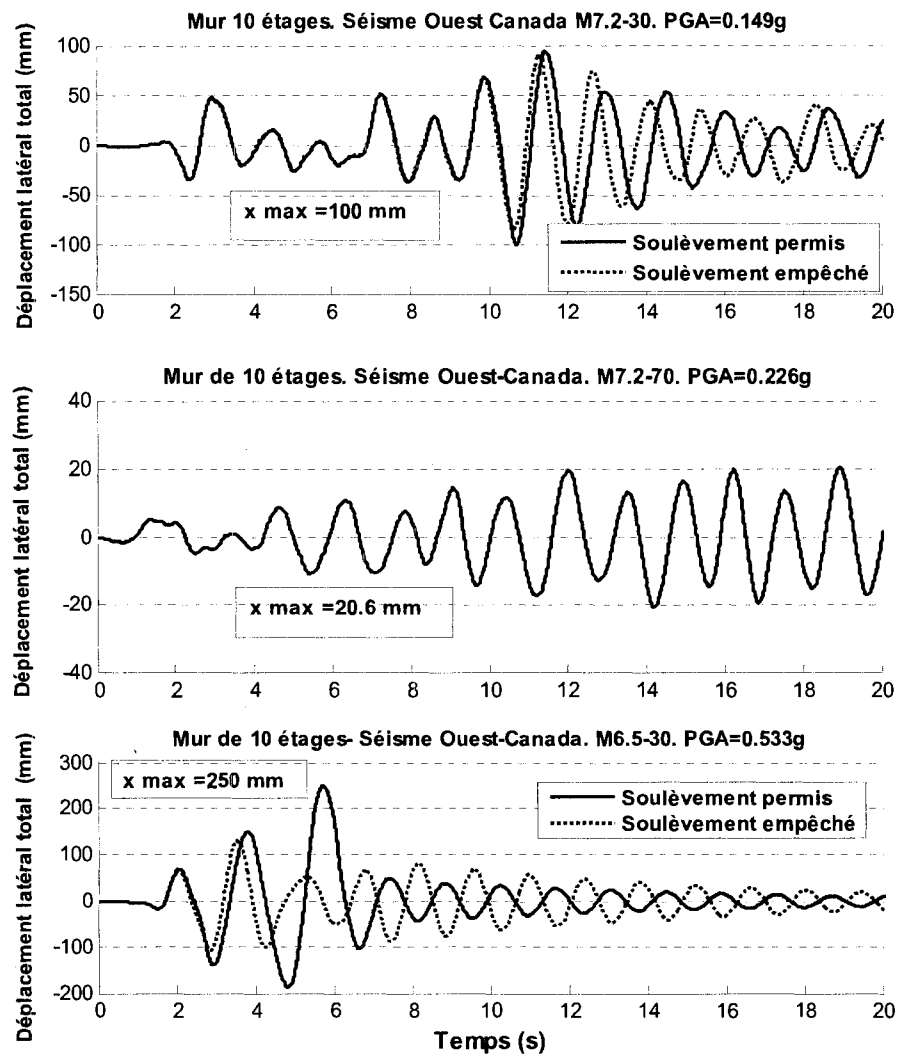 Mur 10 étages. Séisme Ouest Canada M7.2-30. PGA=0.149g
Déplacement latéral total (mm)
100
50
0
-50
-100
-150
x max =100 mm
Soulèvement permis
Soulèvement empêché
0 2 4 6 8 10 12 14 16 18 20
Mur de 10 étages. Séisme Ouest-Canada. M7.2-70. PGA=0.226g
Déplacement latéral total (mm)
40
20
0
-20
-40
x max =20.6 mm
0 2 4 6 8 10 12 14 16 18 20
Mur de 10 étages- Séisme Ouest-Canada. M6.5-30. PGA=0.533g
Déplacement latéral total (mm)
300
200
100
0
-100
-200
x max =250 mm
Soulèvement permis
Soulèvement empêché
0 2 4 6 8 10 12 14 16 18 20
Temps (s)